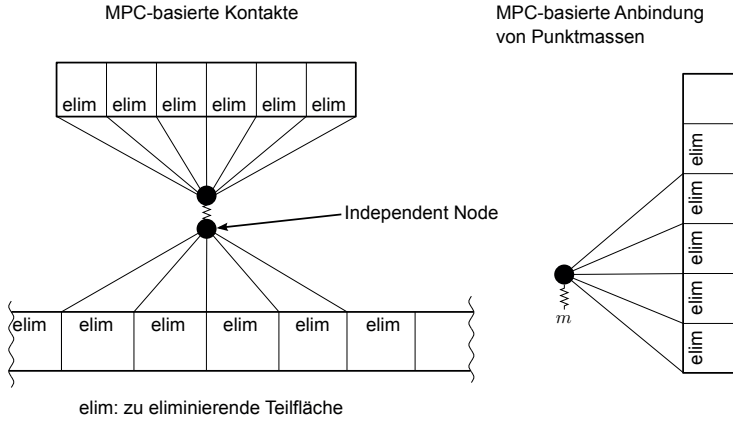 MPC-basierte Kontakte
MPC-basierte Anbindung
von Punktmassen
elim elim elim elim elim elim
Independent Node
elim elim elim elim elim elim
elim
elim
elim
elim
elim
m
elim: zu eliminierende Teilfläche